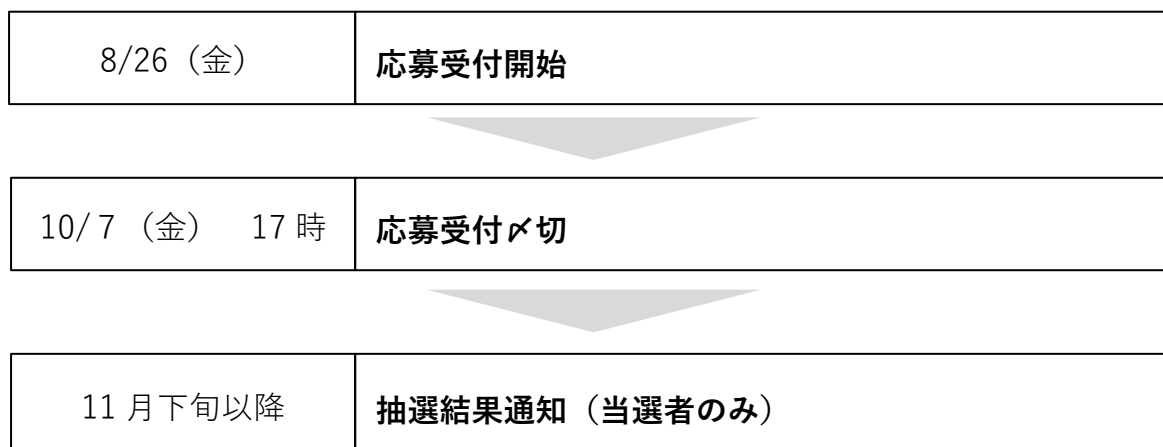 8/26（金）
応募受付開始
10/７（金）　17時
応募受付〆切
11月下旬以降
抽選結果通知（当選者のみ）